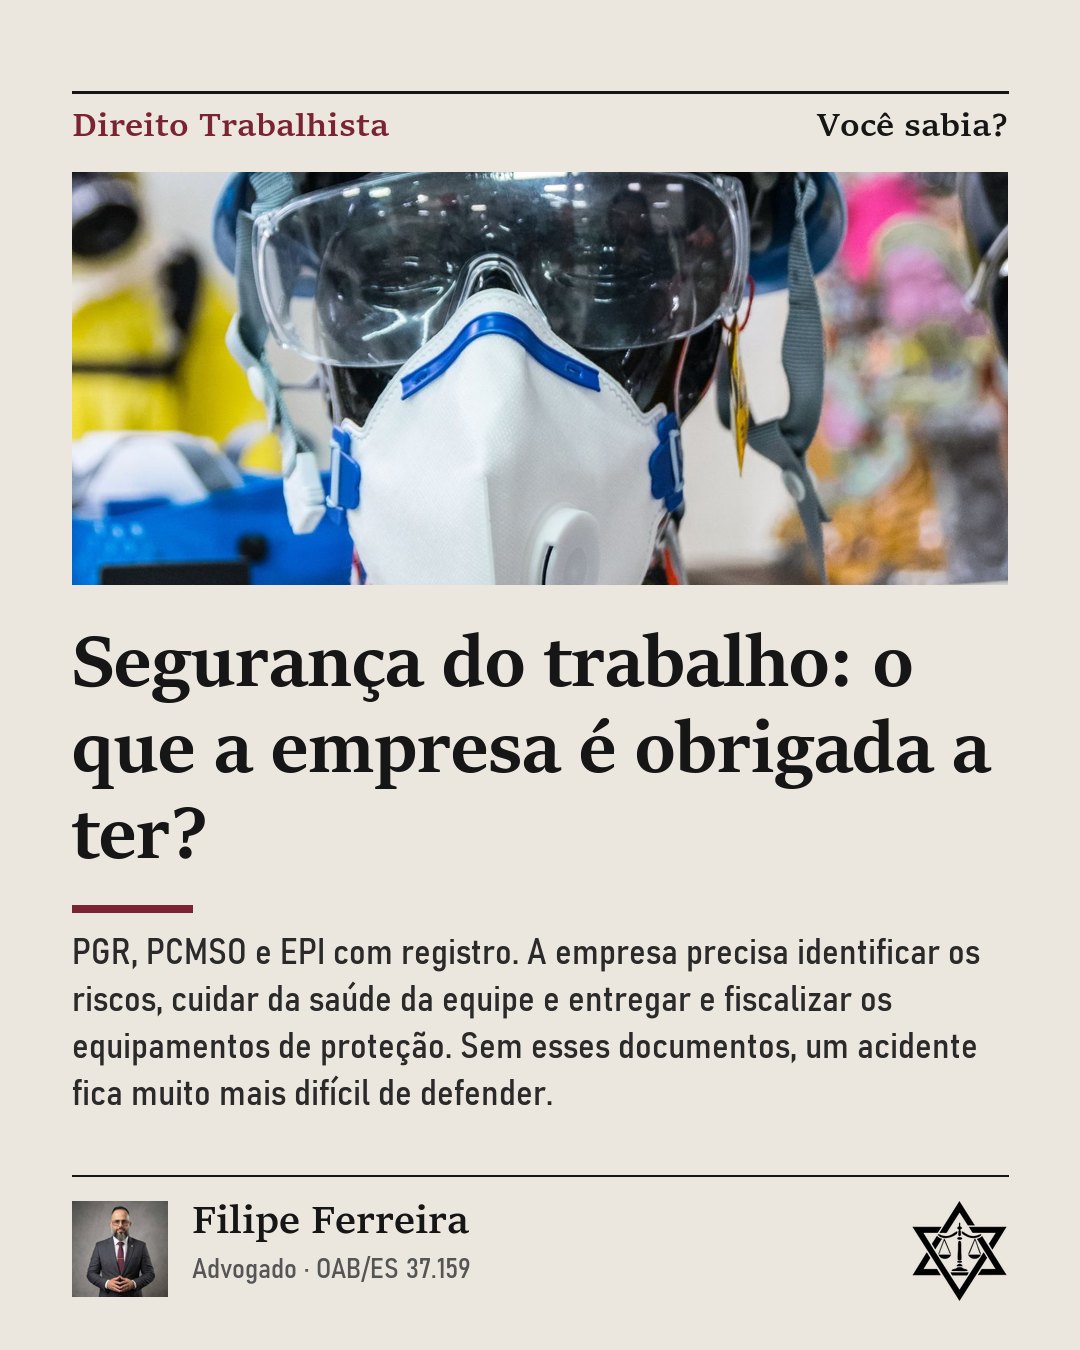 Direito Trabalhista
Você sabia?
Segurança do trabalho: o
que a empresa é obrigada a
ter?
PGR, PCMSO e EPI com registro. A empresa precisa identificar os
riscos, cuidar da saúde da equipe e entregar e fiscalizar os
equipamentos de proteção. Sem esses documentos, um acidente
fica muito mais difícil de defender.
Filipe Ferreira
Advogado · OAB/ES 37.159